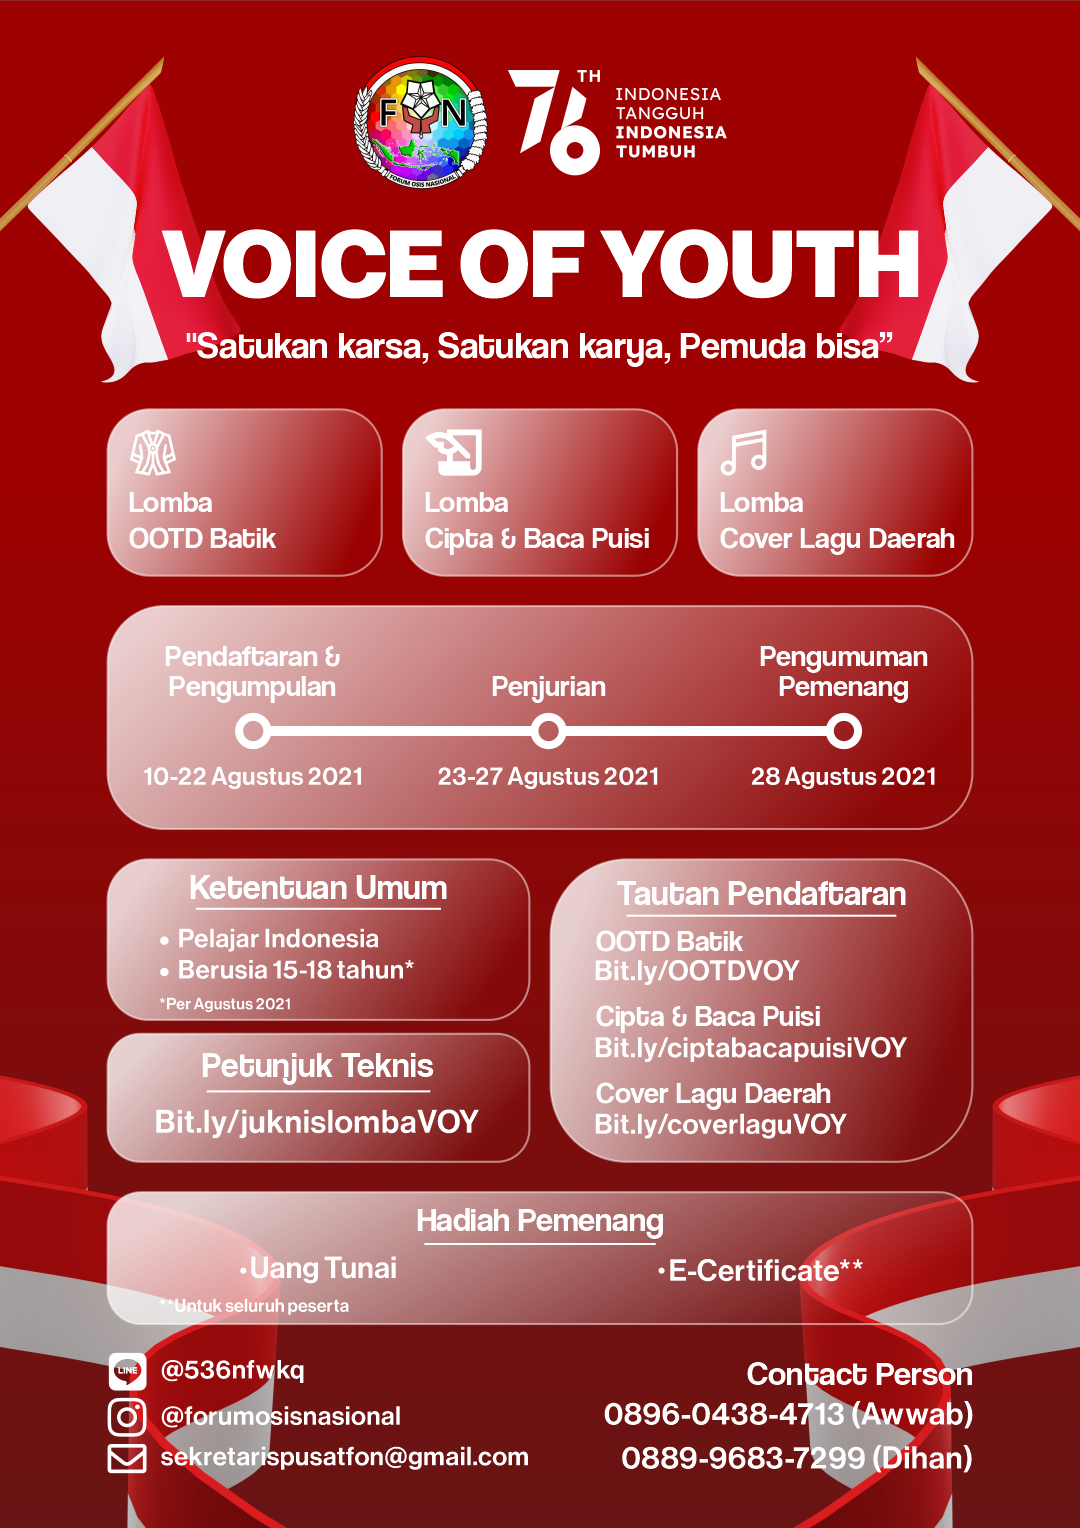 FON
FORUM OSIS NASIONAL
76 TH
INDONESIA
TANGGUH
INDONESIA
TUMBUH
VOICE OF YOUTH
"Satukan karsa, Satukan karya, Pemuda bisa”
Lomba
OOTD Batik
Lomba
Cipta & Baca Puisi
Lomba
Cover Lagu Daerah
Pendaftaran &
Pengumpulan
10-22 Agustus 2021
Penjurian
23-27 Agustus 2021
Pengumuman
Pemenang
28 Agustus 2021
Ketentuan Umum
• Pelajar Indonesia
• Berusia 15-18 tahun*
*Per Agustus 2021
Petunjuk Teknis
Bit.ly/juknislombaVOY
Tautan Pendaftaran
OOTD Batik
Bit.ly/OOTDVOY
Cipta & Baca Puisi
Bit.ly/ciptabacapuisiVOY
Cover Lagu Daerah
Bit.ly/coverlaguVOY
Hadiah Pemenang
•Uang Tunai
•E-Certificate**
**Untuk seluruh peserta
LINE
@536nfwkq
@forumosisnasional
sekretarispusatfon@gmail.com
Contact Person
0896-0438-4713 (Awwab)
0889-9683-7299 (Dihan)